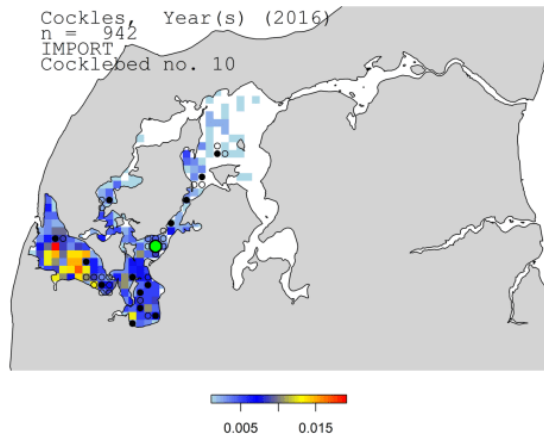 Cockles, Year(s) (2016)
n = 942
IMPORT
Cocklebed no. 10
0.005 0.015